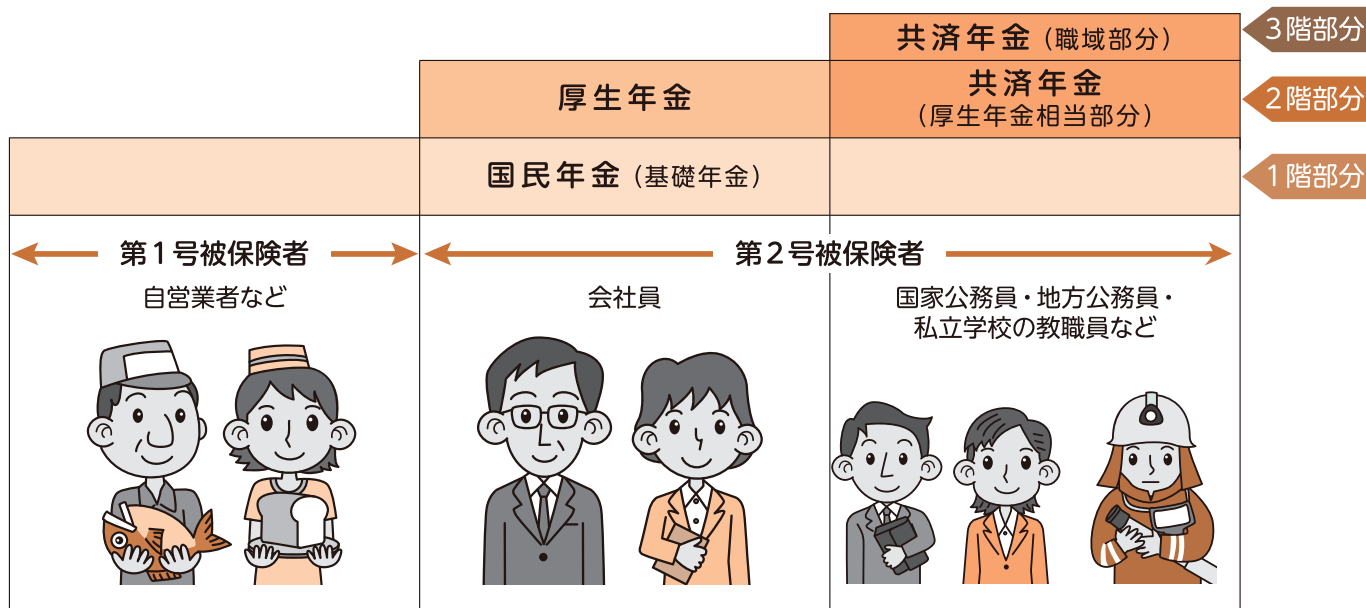 共済年金（職域部分）
3階部分
厚生年金
共済年金
（厚生年金相当部分）
2階部分
国民年金（基礎年金）
1階部分
第1号被保険者
自営業者など
第2号被保険者
会社員
国家公務員・地方公務員・
私立学校の教職員など